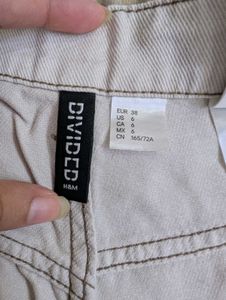 DIVIDED
H&M
EUR 38
US 6
CA 6
MX 6
CN 165/72A